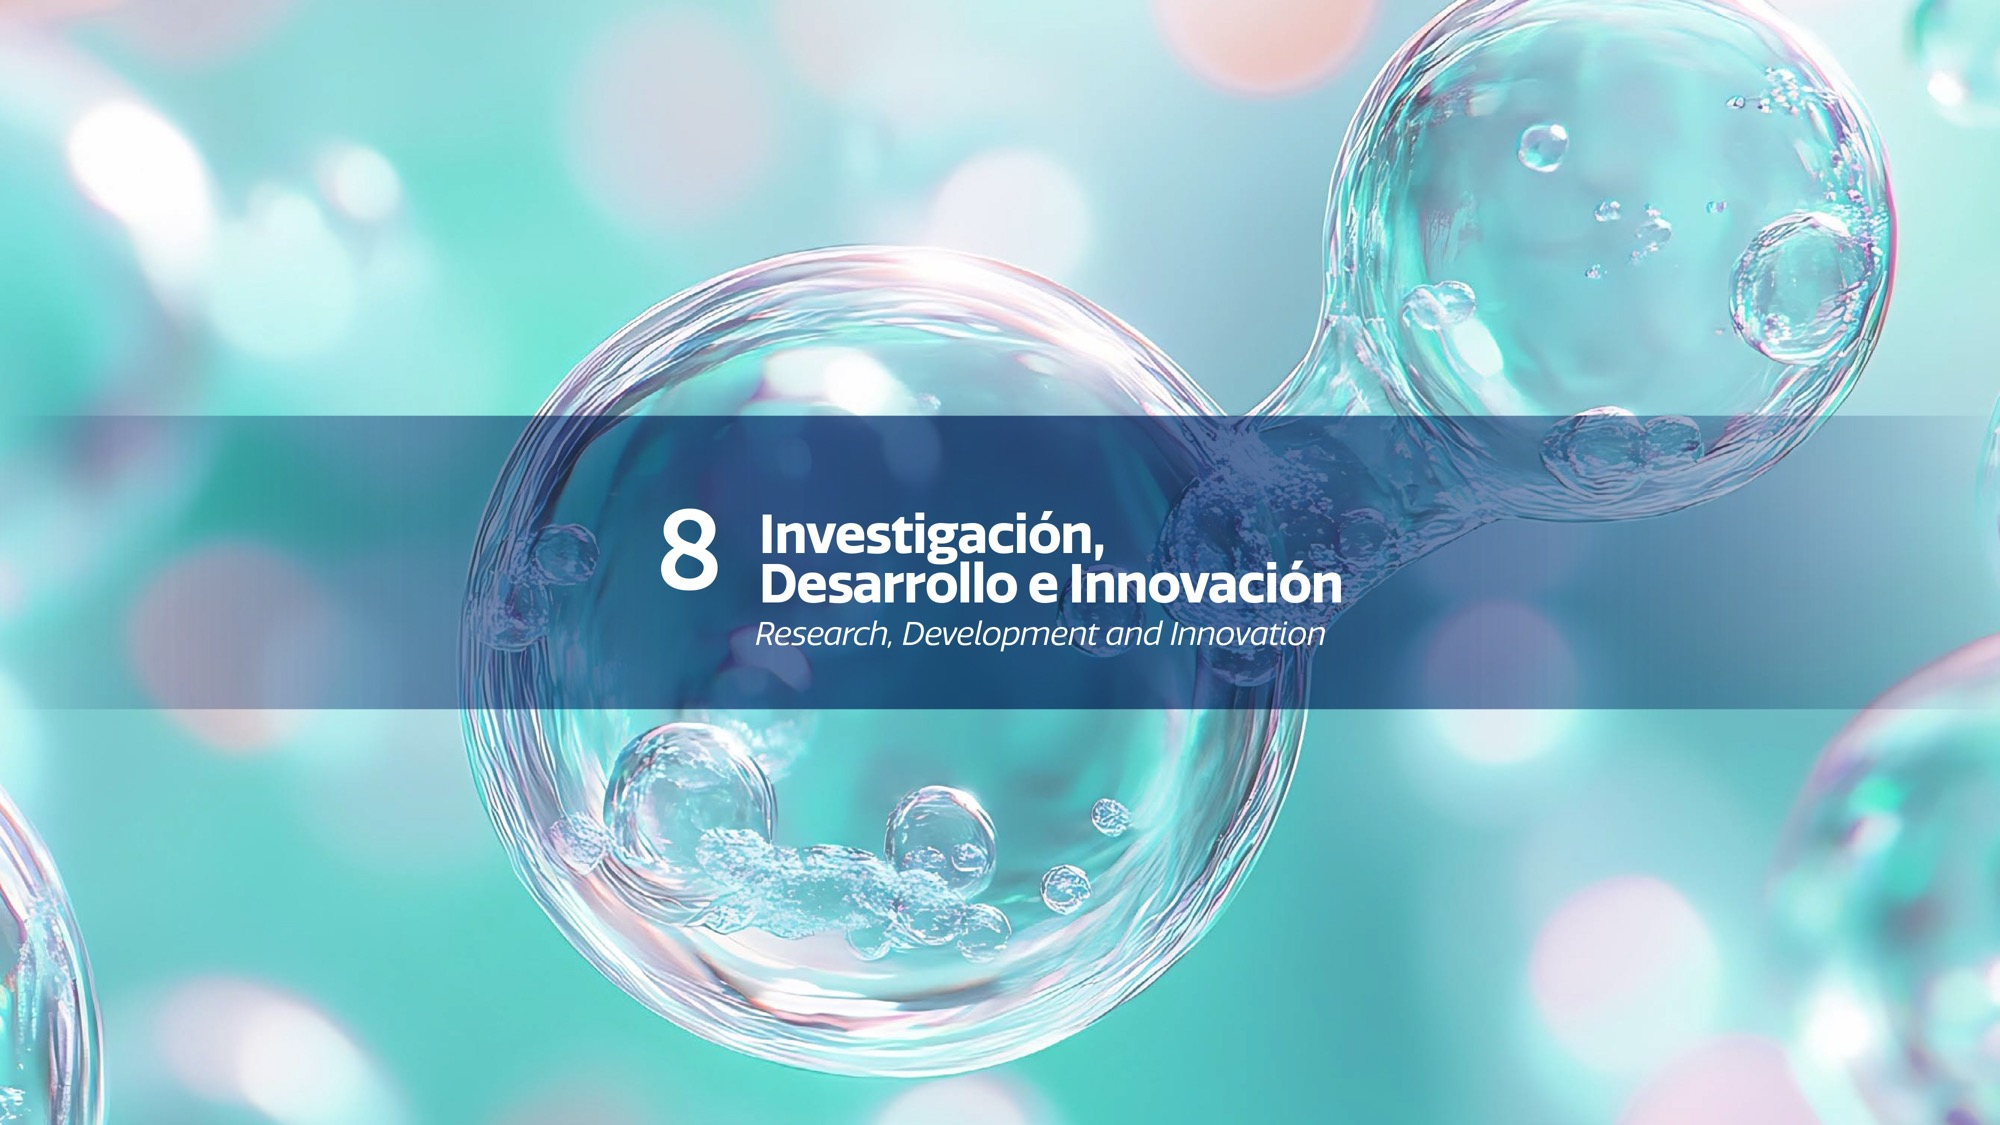 8
Investigación,
Desarrollo e Innovación
Research, Development and Innovation